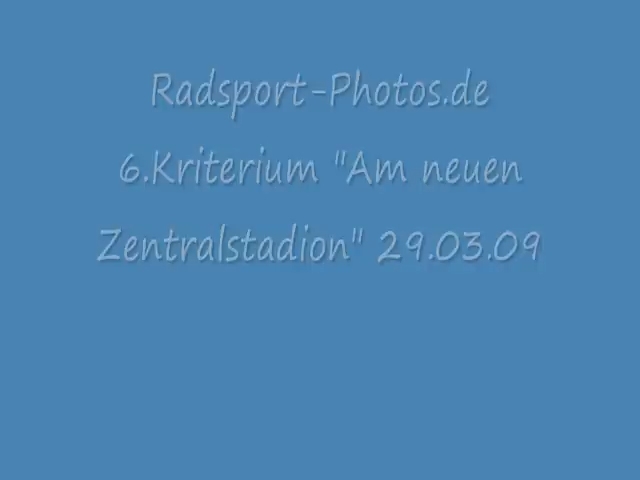 Radsport-Photos.de
6.Kriterium "Am neuen
Zentralstadion" 29.03.09